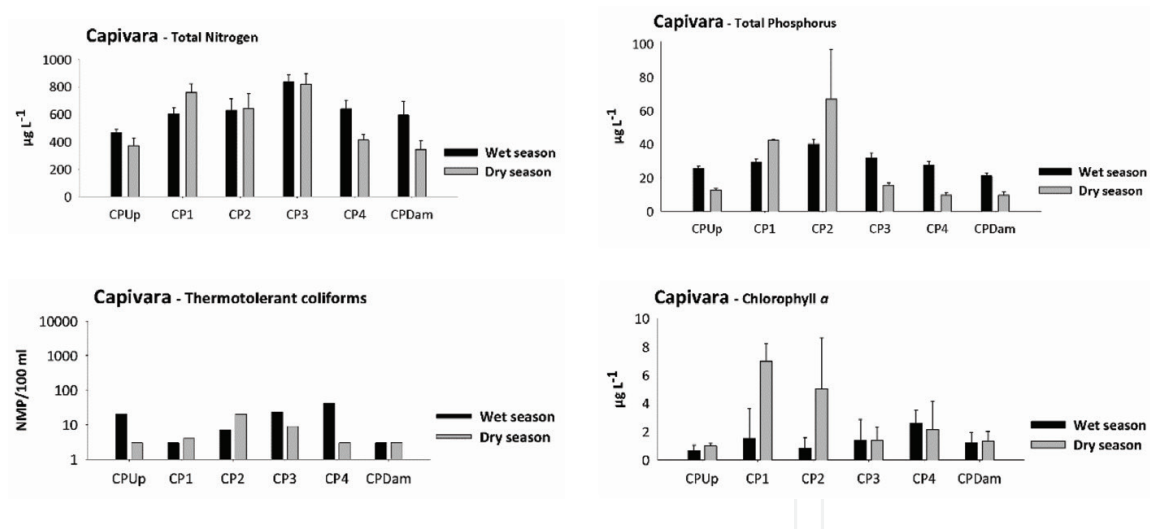 Capivara - Total Nitrogen
1000
800
600
400
200
0
µg L-1
CPUp CP1 CP2 CP3 CP4 CPDam
Wet season
Dry season
Capivara - Total Phosphorus
100
80
60
40
20
0
µg L-1
CPUp CP1 CP2 CP3 CP4 CPDam
Wet season
Dry season
Capivara - Thermotolerant coliforms
10000
1000
100
10
1
NMP/100 ml
CPUp CP1 CP2 CP3 CP4 CPDam
Wet season
Dry season
Capivara - Chlorophyll a
10
8
6
4
2
0
µg L-1
CPUp CP1 CP2 CP3 CP4 CPDam
Wet season
Dry season